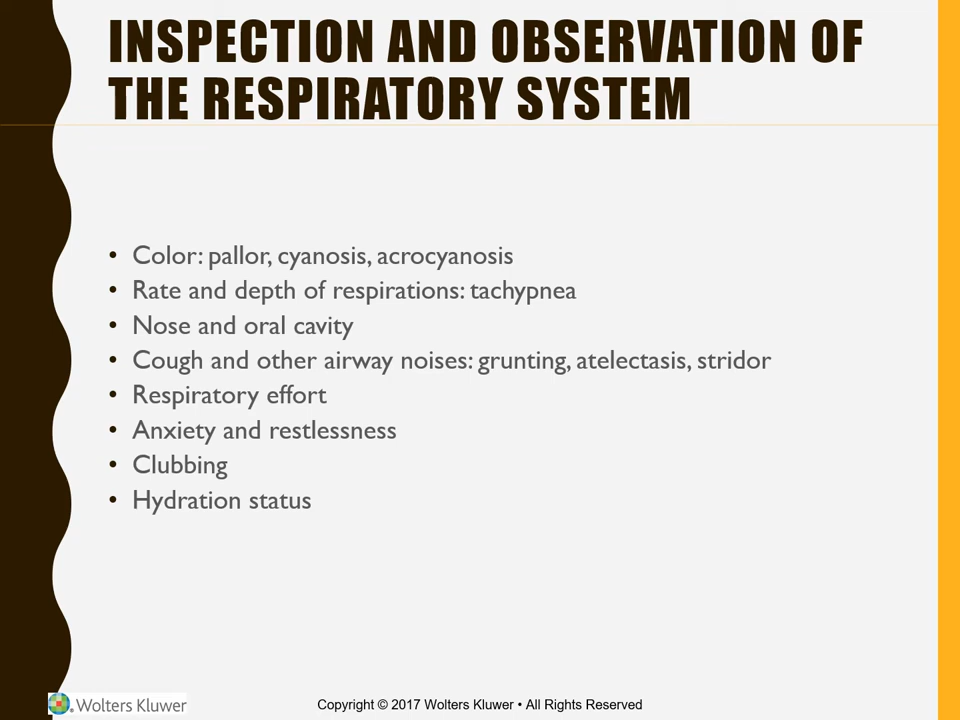 INSPECTION AND OBSERVATION OF
THE RESPIRATORY SYSTEM
• Color: pallor, cyanosis, acrocyanosis
• Rate and depth of respirations: tachypnea
• Nose and oral cavity
• Cough and other airway noises: grunting, atelectasis, stridor
• Respiratory effort
• Anxiety and restlessness
• Clubbing
• Hydration status
Wolters Kluwer
Copyright © 2017 Wolters Kluwer • All Rights Reserved